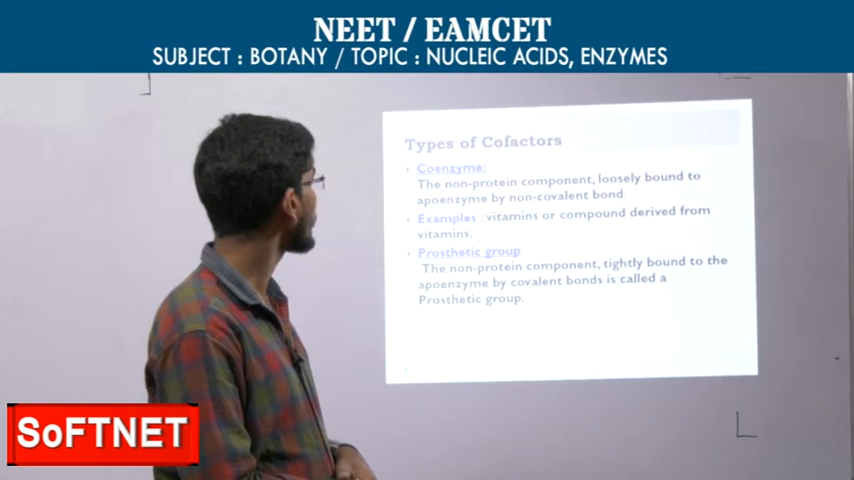 NEET / EAMCET
SUBJECT : BOTANY / TOPIC : NUCLEIC ACIDS, ENZYMES
Types of Cofactors
Coenzyme:
The non-protein component, loosely bound to
apoenzyme by non-covalent bond.
Examples : vitamins or compound derived from
vitamins.
Prosthetic group
The non-protein component, tightly bound to the
apoenzyme by covalent bonds is called a
Prosthetic group.
SoFTNET